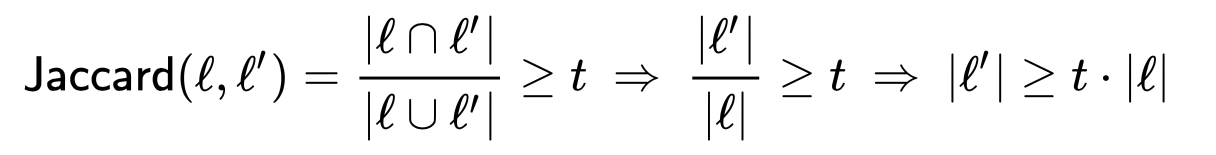 Jaccard(ℓ, ℓ′) = |ℓ ∩ ℓ′| / |ℓ ∪ ℓ′| ≥ t ⇒ |ℓ′| / |ℓ| ≥ t ⇒ |ℓ′| ≥ t · |ℓ|